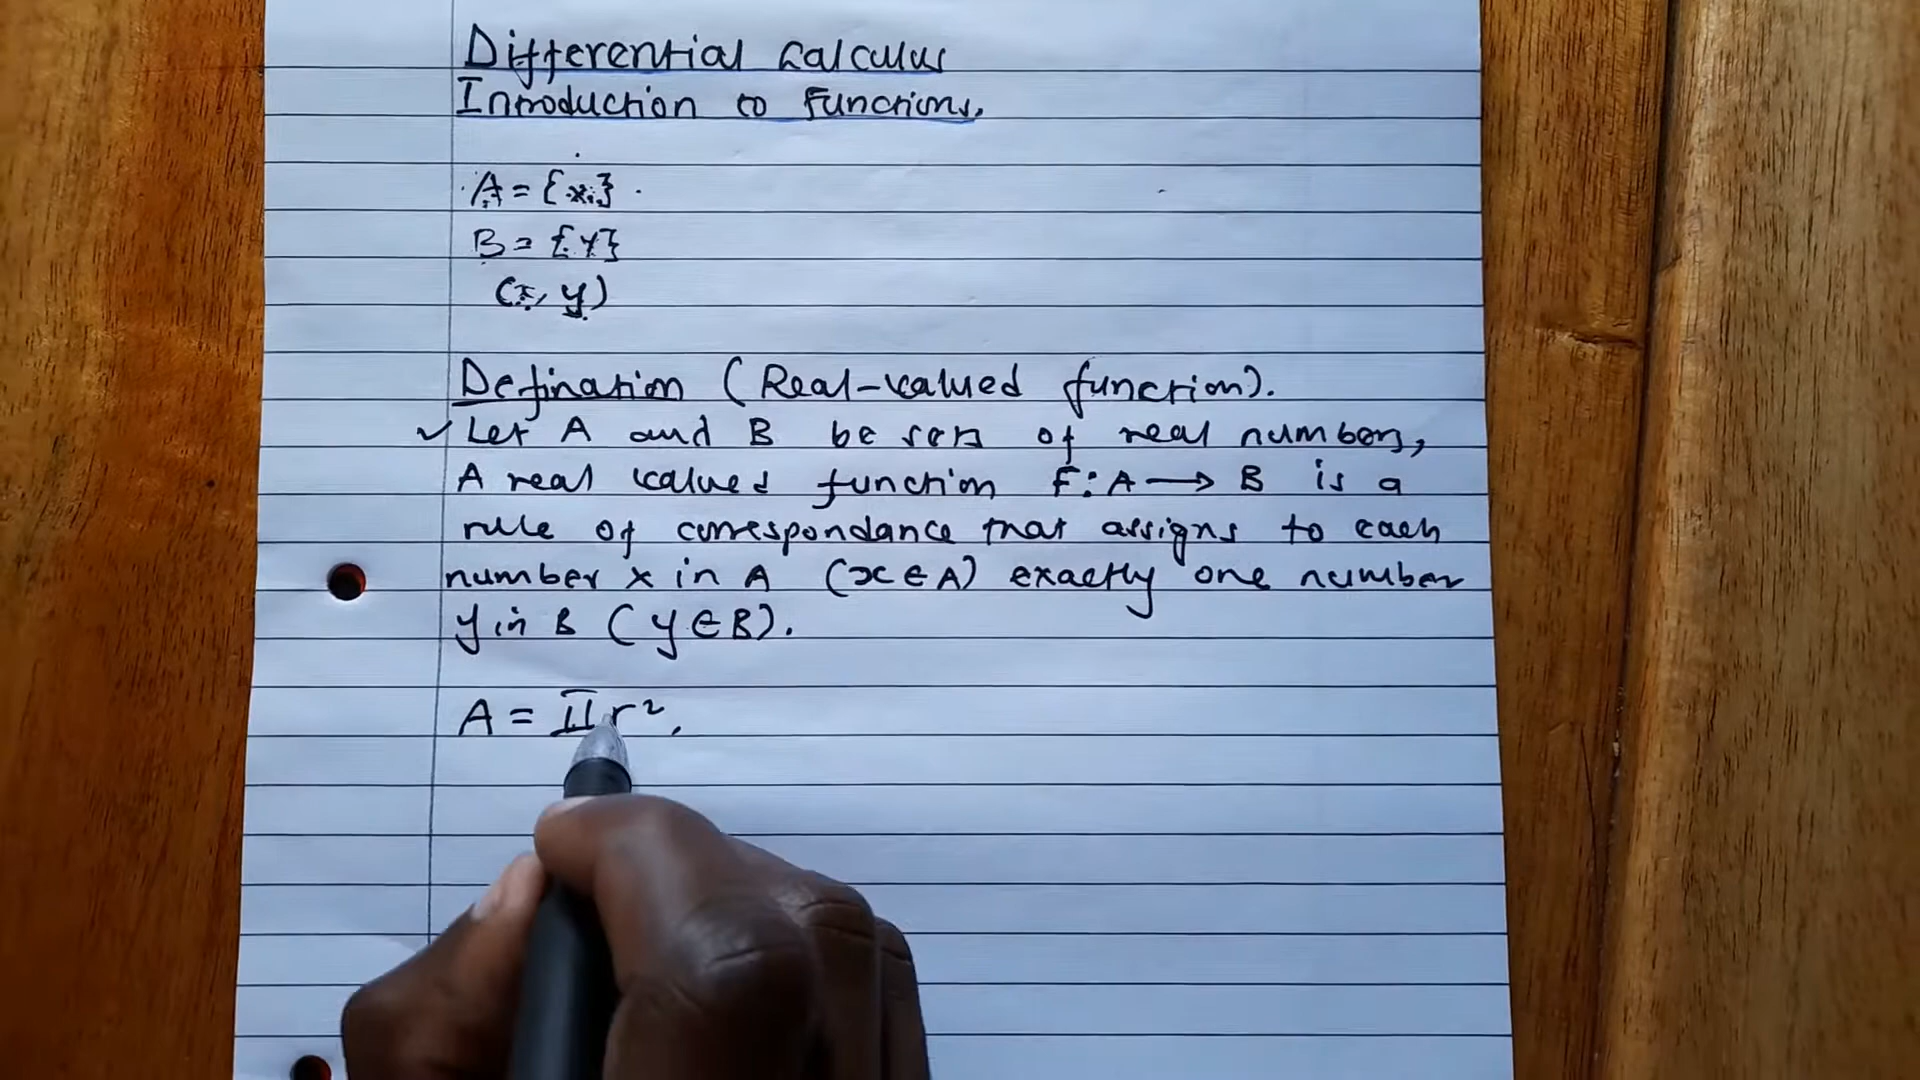 Differential Calculus
Introduction to Functions.
A = {x}
B = {y}
(x, y)
Defination (Real-valued function).
✓ Let A and B be sets of real numbers,
A real valued function f: A ⟶ B is a
rule of correspondance that assigns to each
number x in A (x ∈ A) exactly one number
y in B (y ∈ B).
A = πr²,